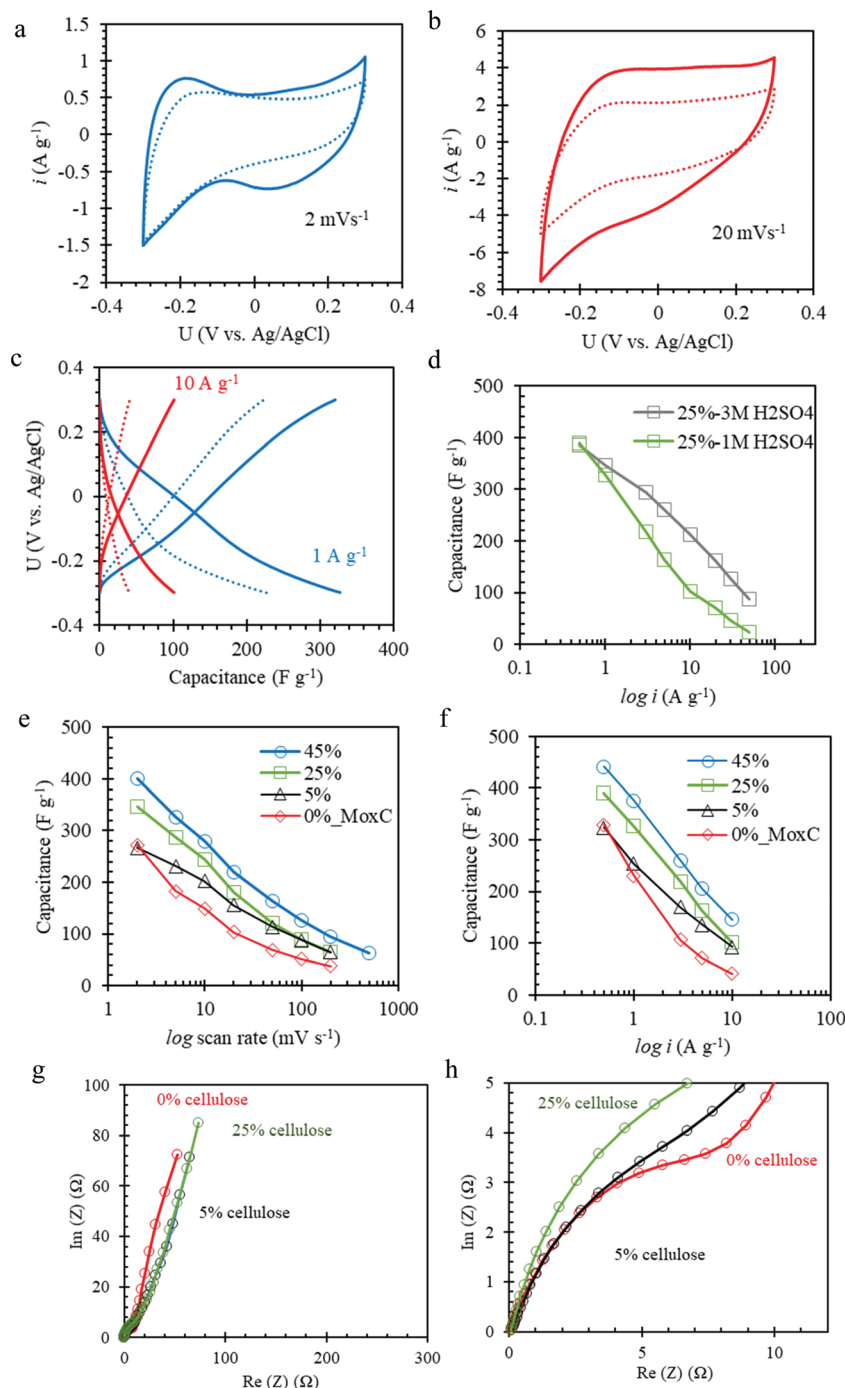 a
1.5
1
0.5
0
-0.5
-1
-1.5
-2
i (A g-1)
2 mVs-1
-0.4
-0.2
0
0.2
0.4
U (V vs. Ag/AgCl)
b
6
4
2
0
-2
-4
-6
-8
i (A g-1)
20 mVs-1
-0.4
-0.2
0
0.2
0.4
U (V vs. Ag/AgCl)
c
0.4
0.2
0
-0.2
-0.4
U (V vs. Ag/AgCl)
10 A g-1
1 A g-1
0
100
200
300
400
Capacitance (F g-1)
d
500
400
300
200
100
0
Capacitance (F g-1)
25%-3M H2SO4
25%-1M H2SO4
0.1
1
10
100
log i (A g-1)
e
500
400
300
200
100
0
Capacitance (F g-1)
45%
25%
5%
0%_MoxC
1
10
100
1000
log scan rate (mV s-1)
f
500
400
300
200
100
0
Capacitance (F g-1)
45%
25%
5%
0%_MoxC
0.1
1
10
100
log i (A g-1)
g
100
80
60
40
20
0
Im (Z) (Ω)
0% cellulose
25% cellulose
5% cellulose
0
100
200
300
Re (Z) (Ω)
h
5
4
3
2
1
0
Im (Z) (Ω)
25% cellulose
0% cellulose
5% cellulose
0
5
10
Re (Z) (Ω)